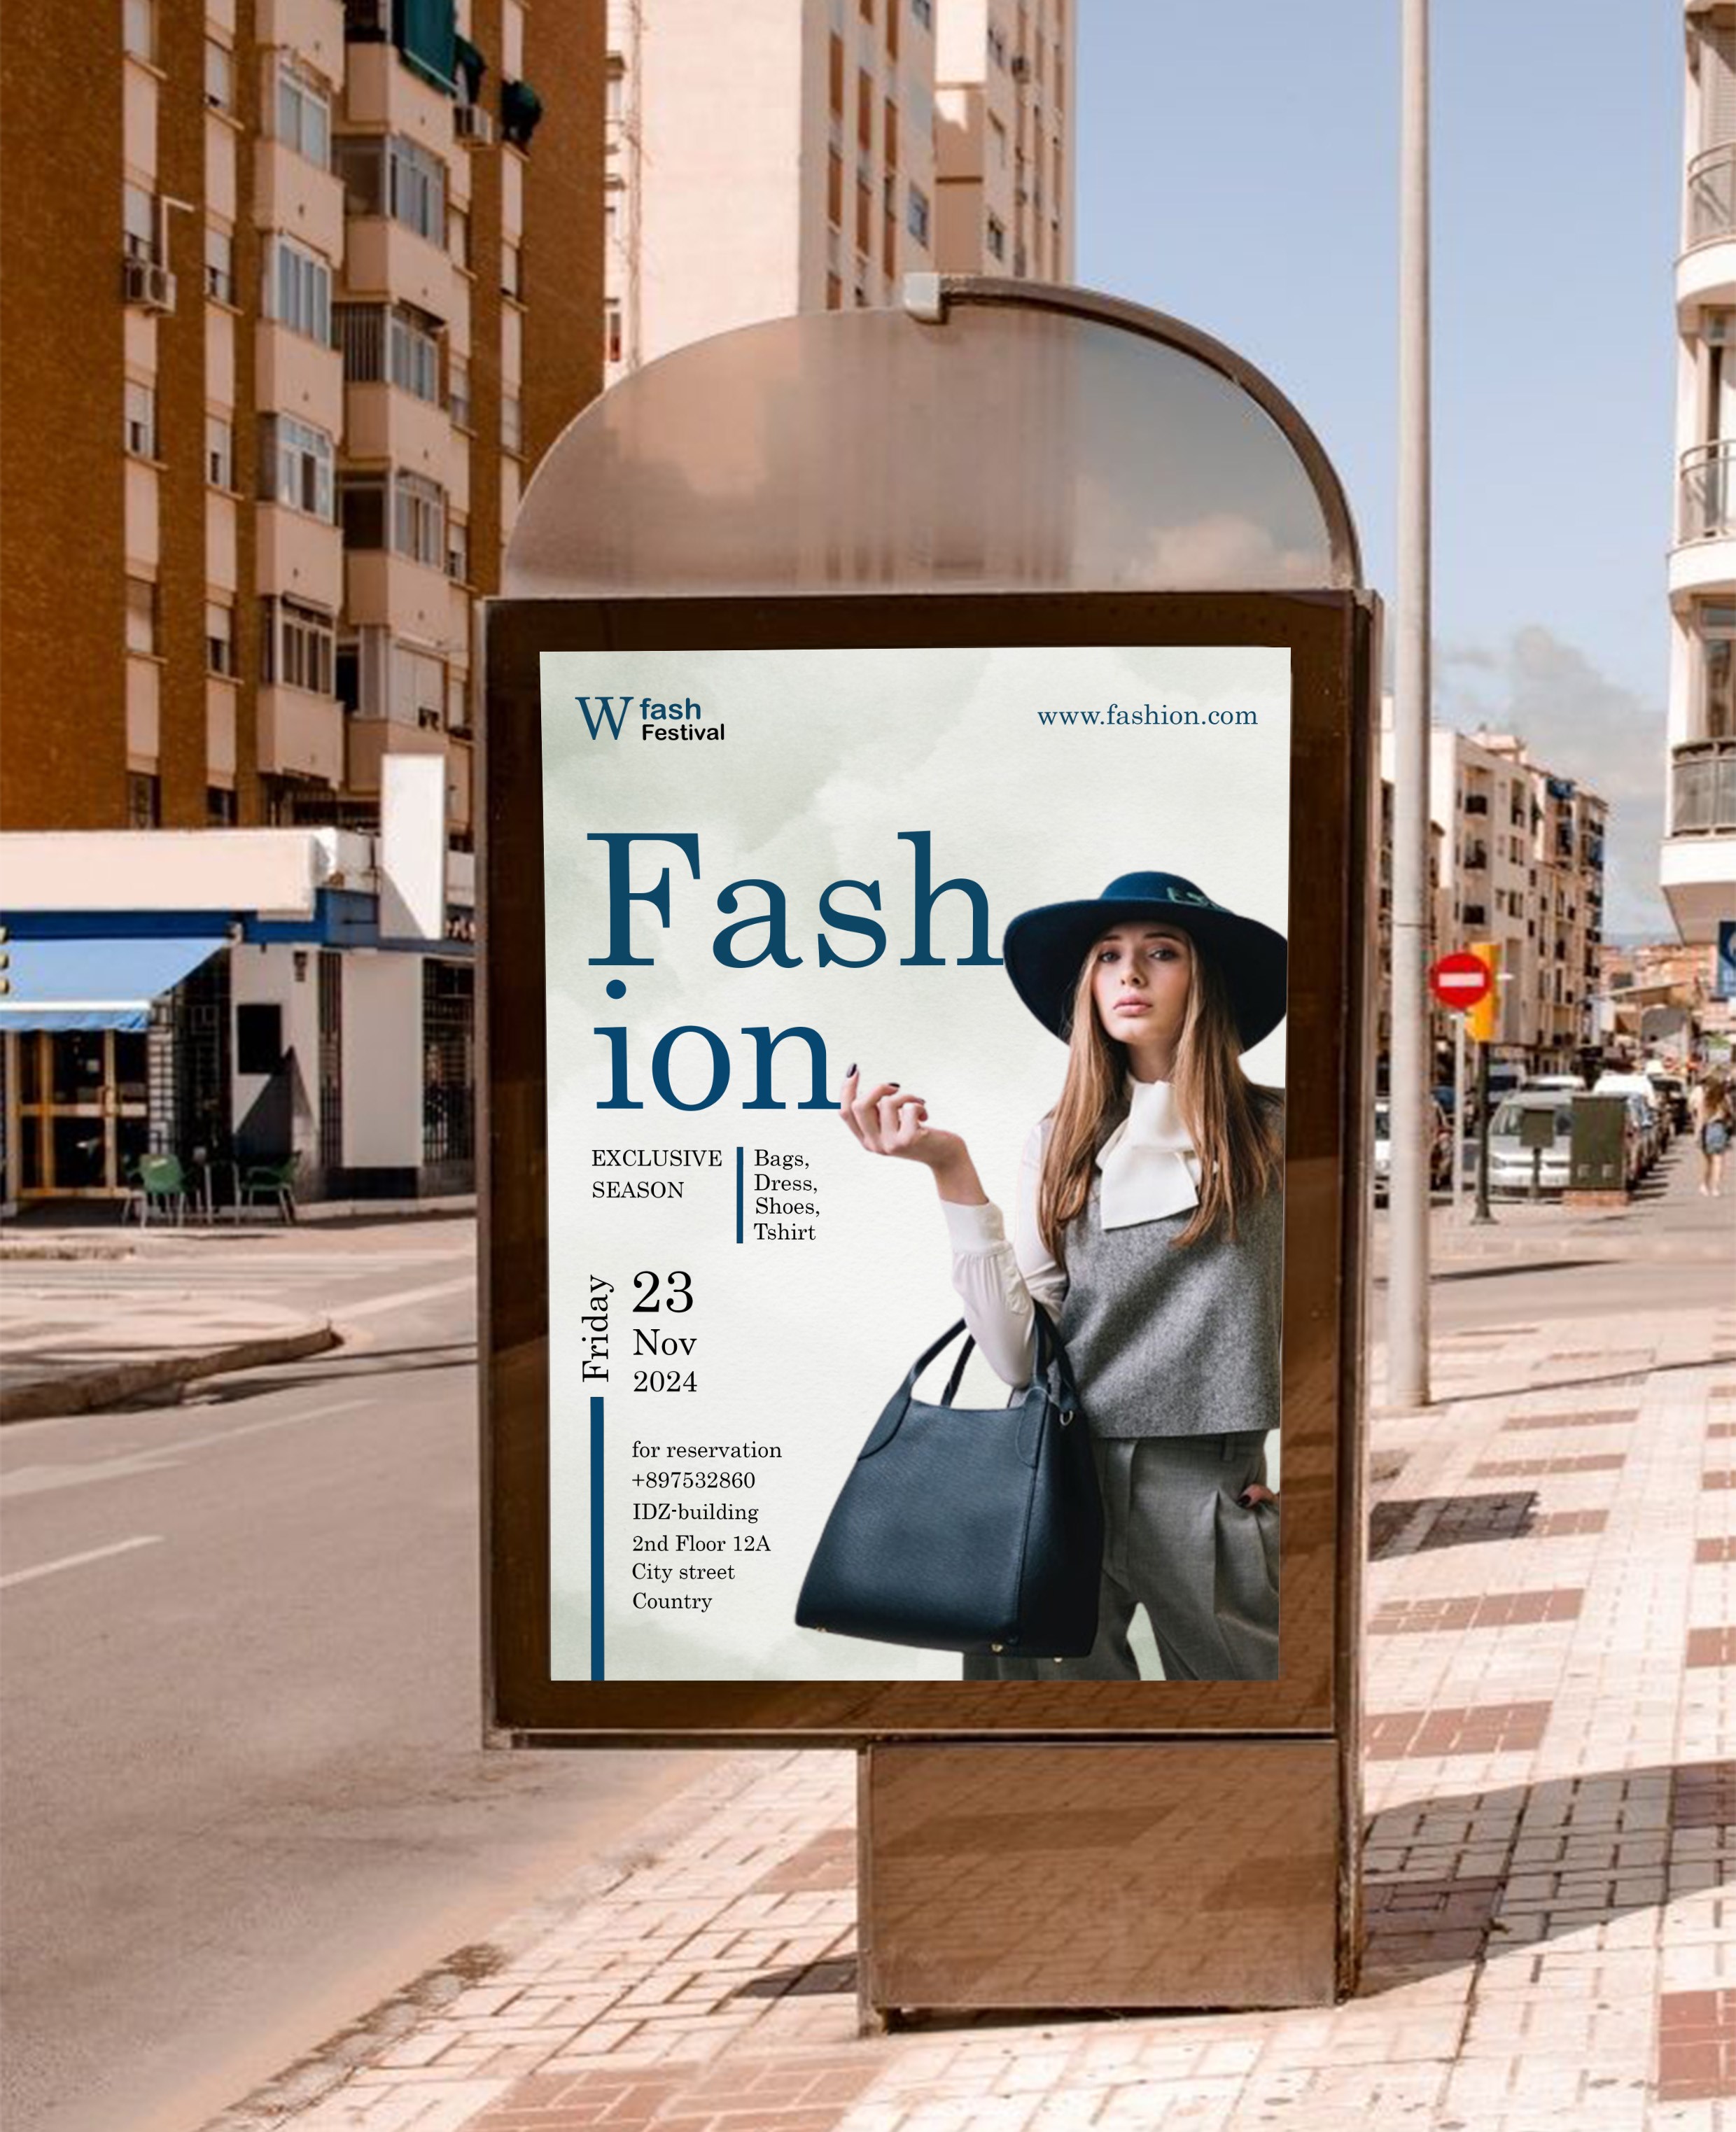 W fash
Festival
www.fashion.com
Fash
ion
EXCLUSIVE
SEASON
Bags,
Dress,
Shoes,
Tshirt
Friday
23
Nov
2024
for reservation
+897532860
IDZ-building
2nd Floor 12A
City street
Country